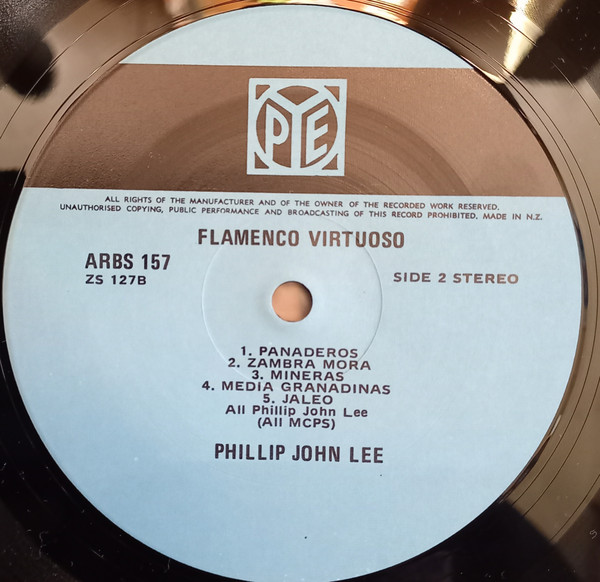 PYE
ALL RIGHTS OF THE MANUFACTURER AND OF THE OWNER OF THE RECORDED WORK RESERVED.
UNAUTHORISED COPYING, PUBLIC PERFORMANCE AND BROADCASTING OF THIS RECORD PROHIBITED, MADE IN N.Z.
FLAMENCO VIRTUOSO
ARBS 157
ZS 127B
SIDE 2 STEREO
1. PANADEROS
2. ZAMBRA MORA
3. MINERAS
4. MEDIA GRANADINAS
5. JALEO
All Phillip John Lee
(All MCPS)
PHILLIP JOHN LEE